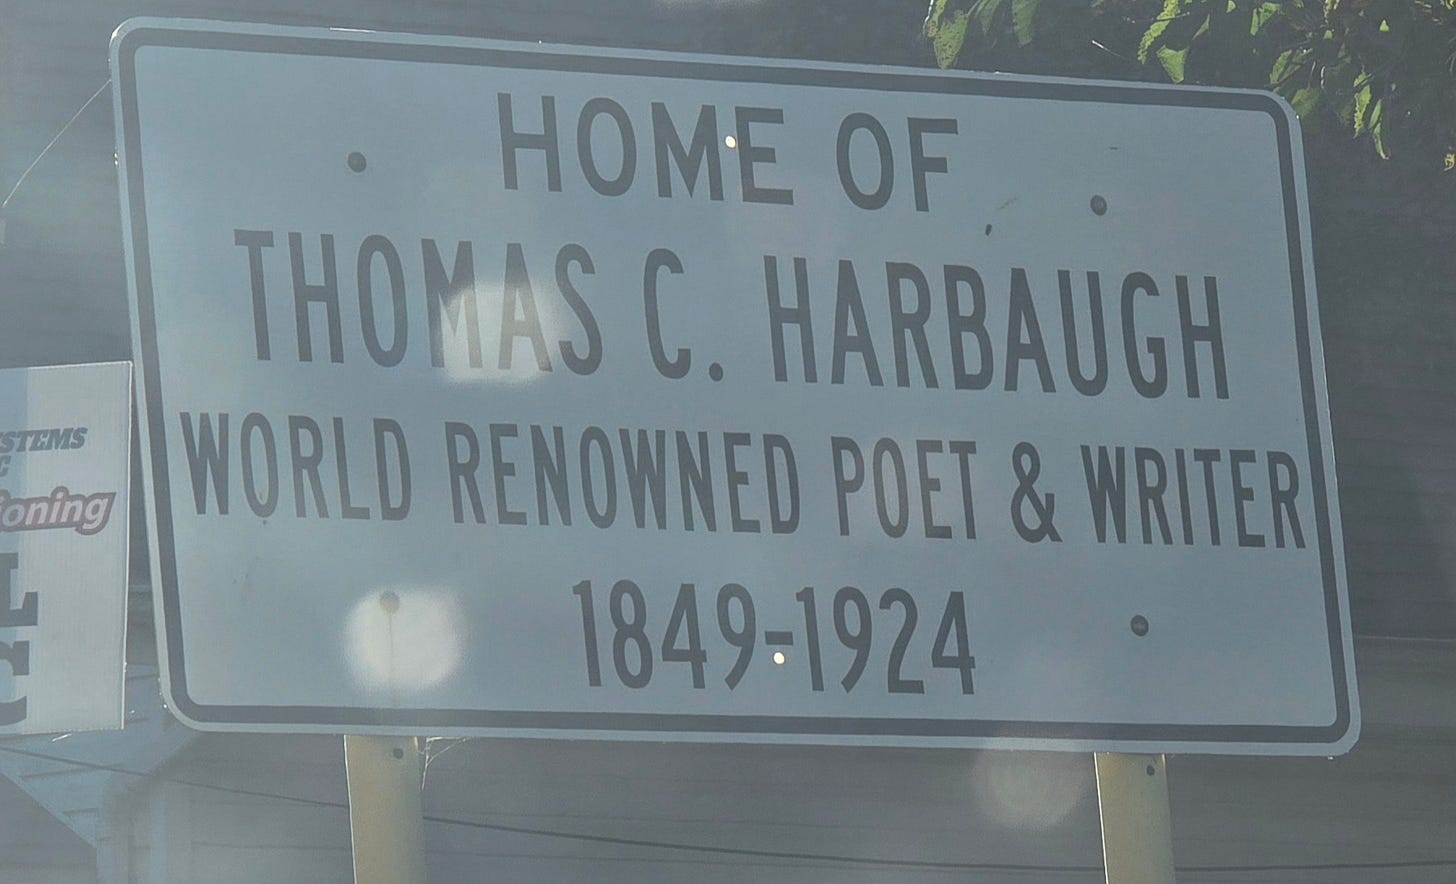 HOME OF
THOMAS C. HARBAUGH
WORLD RENOWNED POET & WRITER
1849-1924